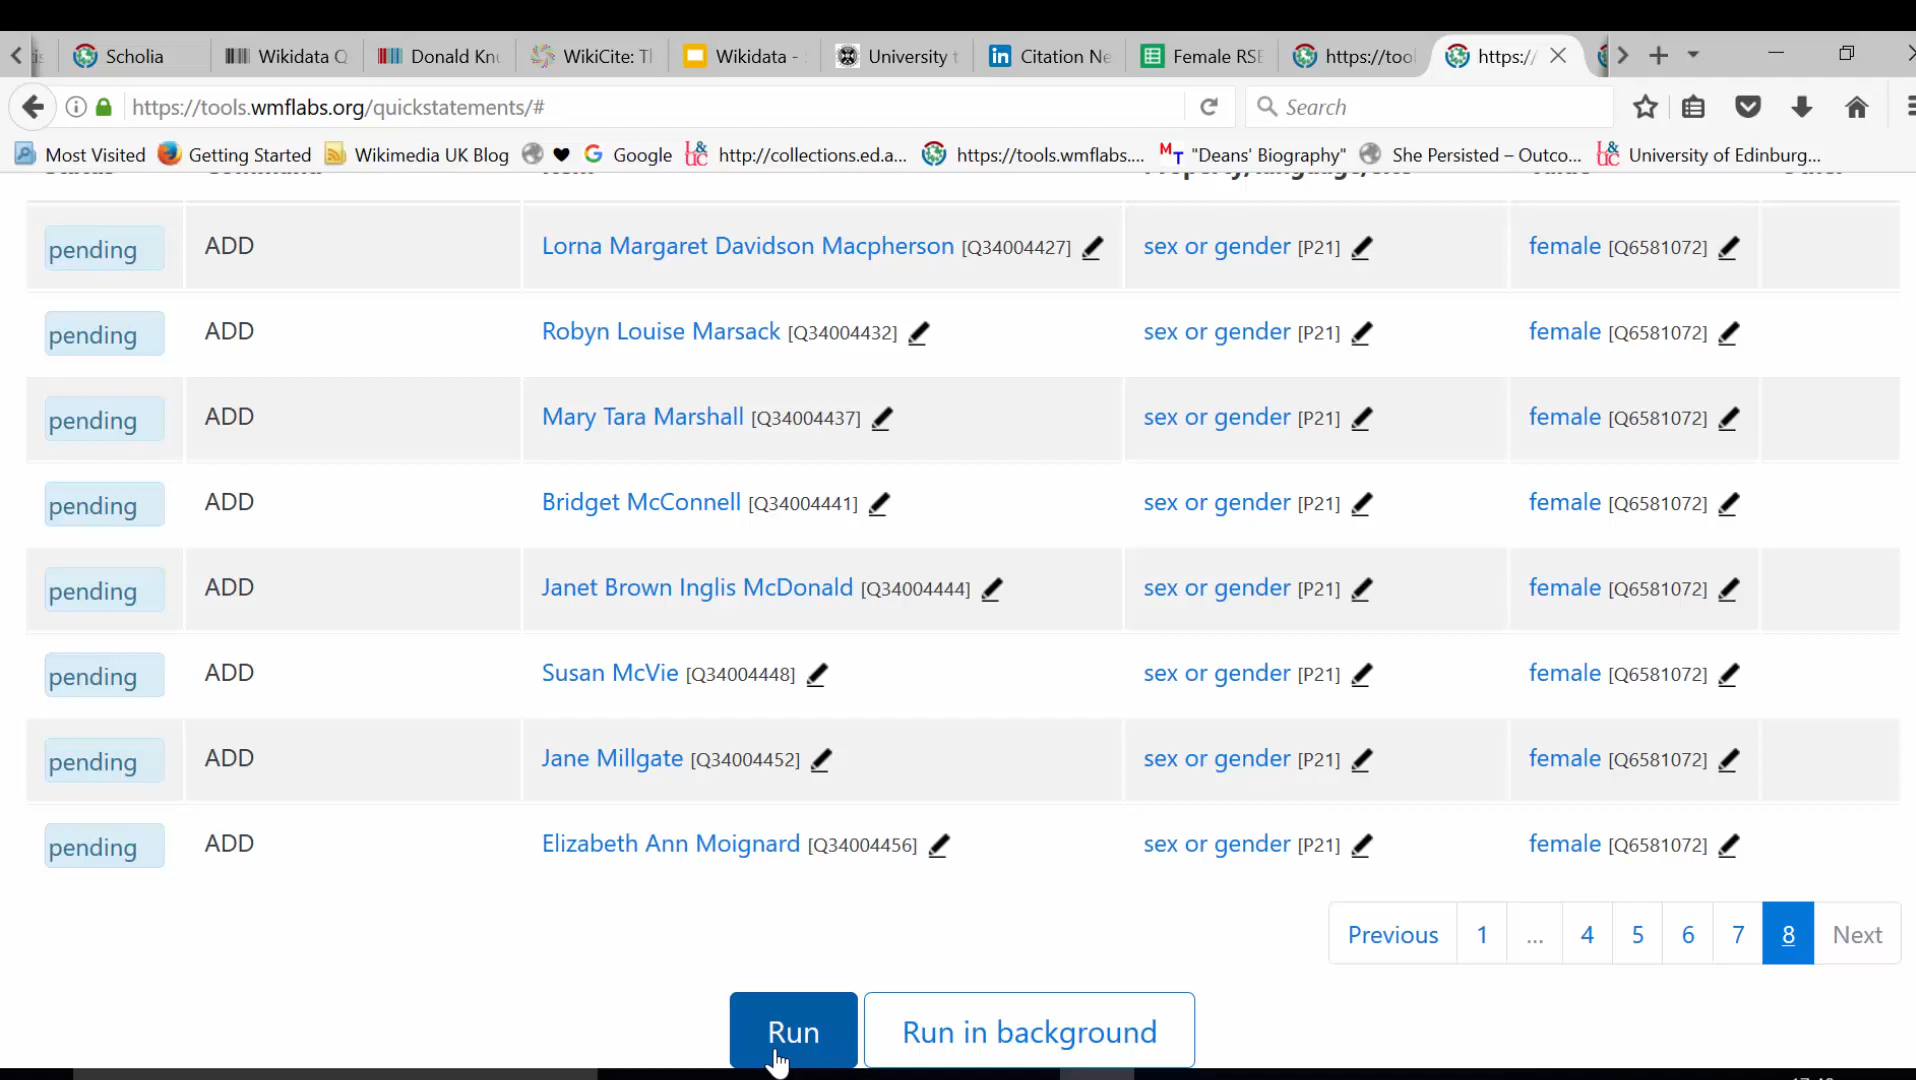 Scholia
Wikidata Q
Donald Knu
WikiCite: Tl
Wikidata -
University t
Citation Ne
Female RSE
https://tool
https://
https://tools.wmflabs.org/quickstatements/#
Search
Most Visited
Getting Started
Wikimedia UK Blog
Google
http://collections.ed.a...
https://tools.wmflabs....
"Deans' Biography"
She Persisted – Outco...
University of Edinburg...
pending ADD Lorna Margaret Davidson Macpherson [Q34004427] sex or gender [P21] female [Q6581072]
pending ADD Robyn Louise Marsack [Q34004432] sex or gender [P21] female [Q6581072]
pending ADD Mary Tara Marshall [Q34004437] sex or gender [P21] female [Q6581072]
pending ADD Bridget McConnell [Q34004441] sex or gender [P21] female [Q6581072]
pending ADD Janet Brown Inglis McDonald [Q34004444] sex or gender [P21] female [Q6581072]
pending ADD Susan McVie [Q34004448] sex or gender [P21] female [Q6581072]
pending ADD Jane Millgate [Q34004452] sex or gender [P21] female [Q6581072]
pending ADD Elizabeth Ann Moignard [Q34004456] sex or gender [P21] female [Q6581072]
Previous 1 ... 4 5 6 7 8 Next
Run Run in background